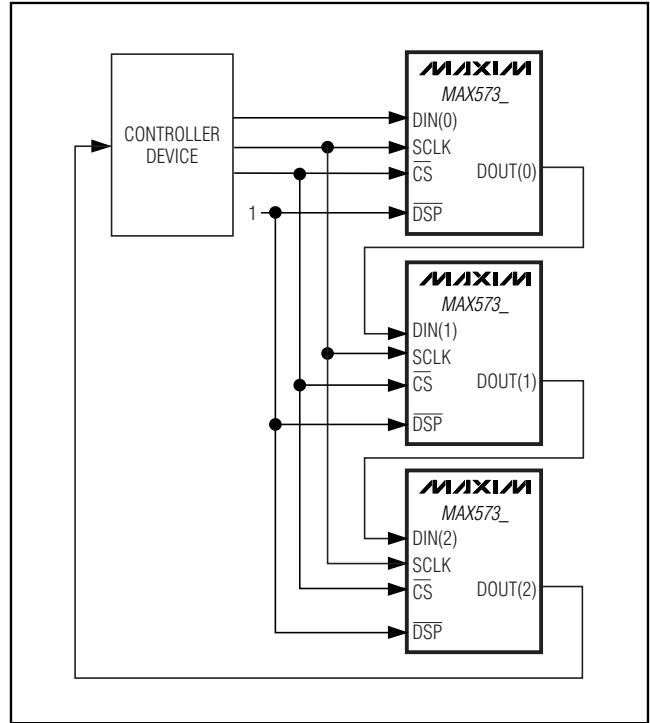 CONTROLLER
DEVICE
1
MAXIM
MAX573_
DIN(0)
SCLK
CS
DOUT(0)
DSP
MAXIM
MAX573_
DIN(1)
SCLK
CS
DOUT(1)
DSP
MAXIM
MAX573_
DIN(2)
SCLK
CS
DOUT(2)
DSP